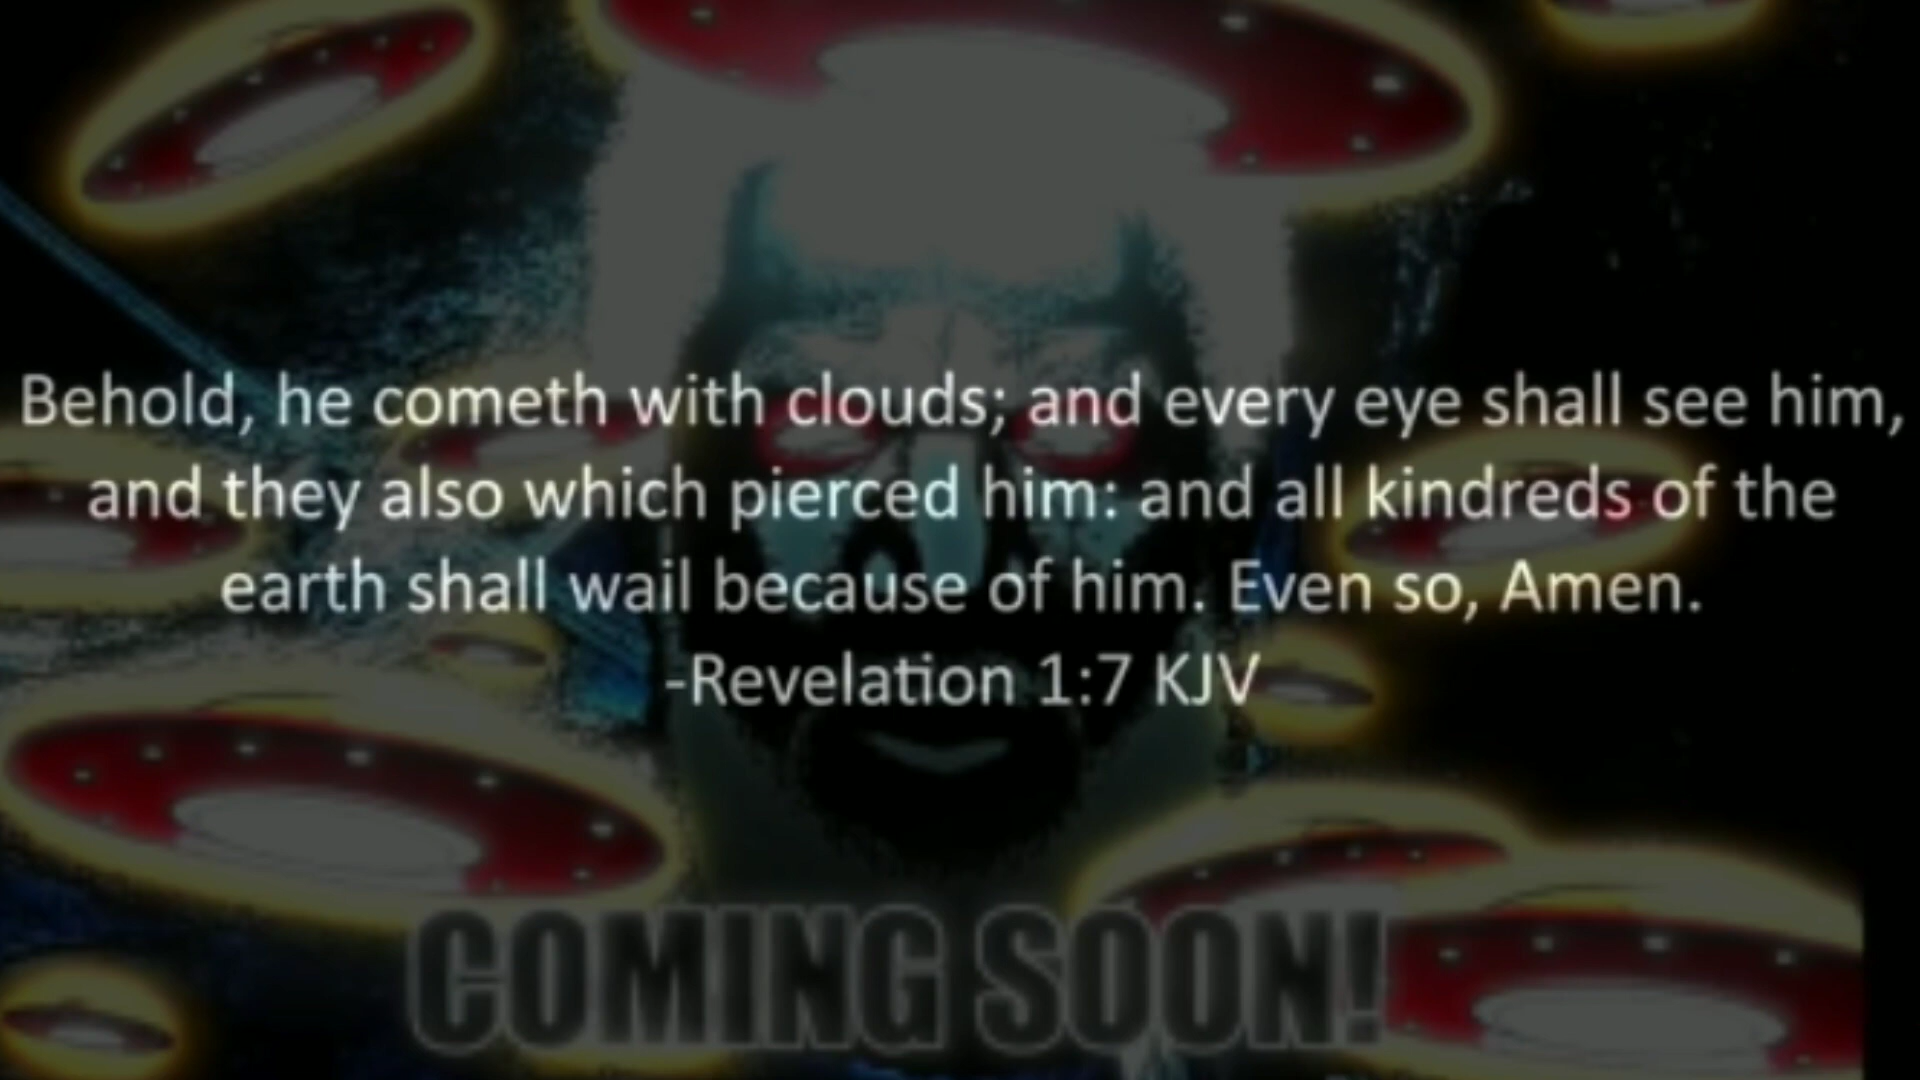 Behold, he cometh with clouds; and every eye shall see him,
and they also which pierced him: and all kindreds of the
earth shall wail because of him. Even so, Amen.
-Revelation 1:7 KJV
COMING SOON!